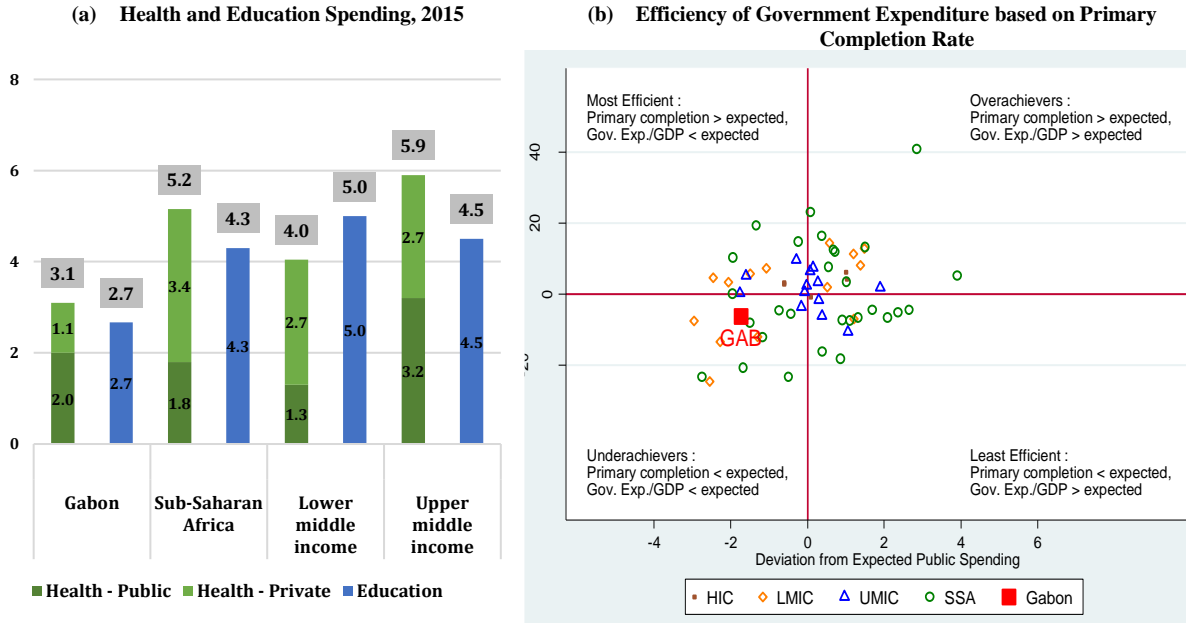 (a) Health and Education Spending, 2015
8
6
4
2
0
3.1
1.1
2.0
2.7
2.7
5.2
3.4
1.8
4.3
4.3
4.0
2.7
1.3
5.0
5.0
5.9
2.7
3.2
4.5
4.5
Gabon
Sub-Saharan
Africa
Lower
middle
income
Upper
middle
income
Health - Public
Health - Private
Education
(b) Efficiency of Government Expenditure based on Primary
Completion Rate
Most Efficient :
Primary completion > expected,
Gov. Exp./GDP < expected
Overachievers :
Primary completion > expected,
Gov. Exp./GDP > expected
40
20
0
GAB
Underachievers :
Primary completion < expected,
Gov. Exp./GDP < expected
Least Efficient :
Primary completion < expected,
Gov. Exp./GDP > expected
-4
-2
0
2
4
6
Deviation from Expected Public Spending
HIC
LMIC
UMIC
SSA
Gabon